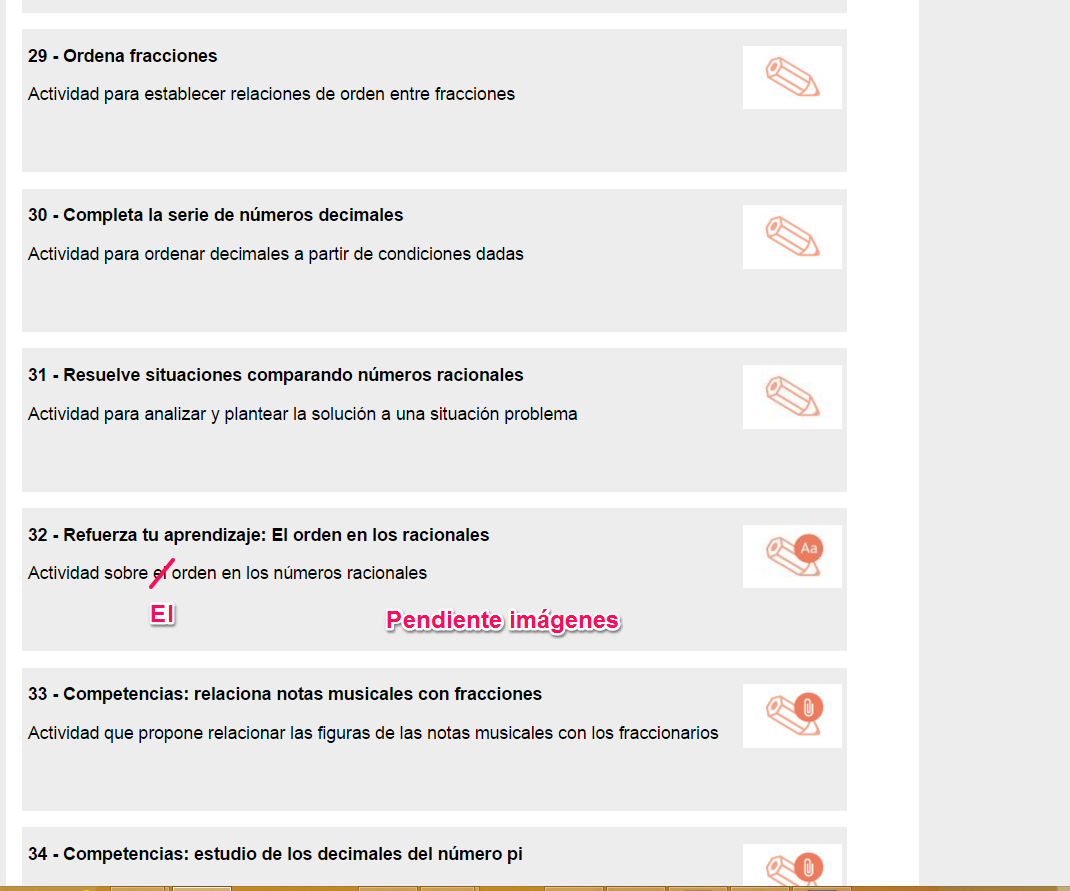 29 - Ordena fracciones
Actividad para establecer relaciones de orden entre fracciones
30 - Completa la serie de números decimales
Actividad para ordenar decimales a partir de condiciones dadas
31 - Resuelve situaciones comparando números racionales
Actividad para analizar y plantear la solución a una situación problema
32 - Refuerza tu aprendizaje: El orden en los racionales
Aa
Actividad sobre el orden en los números racionales
El
Pendiente imágenes
33 - Competencias: relaciona notas musicales con fracciones
Actividad que propone relacionar las figuras de las notas musicales con los fraccionarios
34 - Competencias: estudio de los decimales del número pi